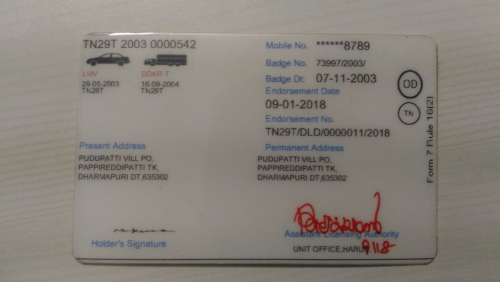 TN29T 2003 0000542
LMV DDKR-T
29-05-2003 16-09-2004
TN29T TN29T
Mobile No. ******8789
Badge No. 73997/2003/
Badge Dt: 07-11-2003
Endorsement Date
09-01-2018
Endorsement No.
TN29T/DLD/0000011/2018
OD
TN
Form 7 Rule 16(2)
Present Address
PUDUPATTI VILL PO,
PAPPIREDDIPATTI TK,
DHARMAPURI DT,635302
Permanent Address
PUDUPATTI VILL PO,
PAPPIREDDIPATTI TK,
DHARMAPURI DT,635302
Holder's Signature
Assistant Licensing Authority
UNIT OFFICE,HARUR
9118